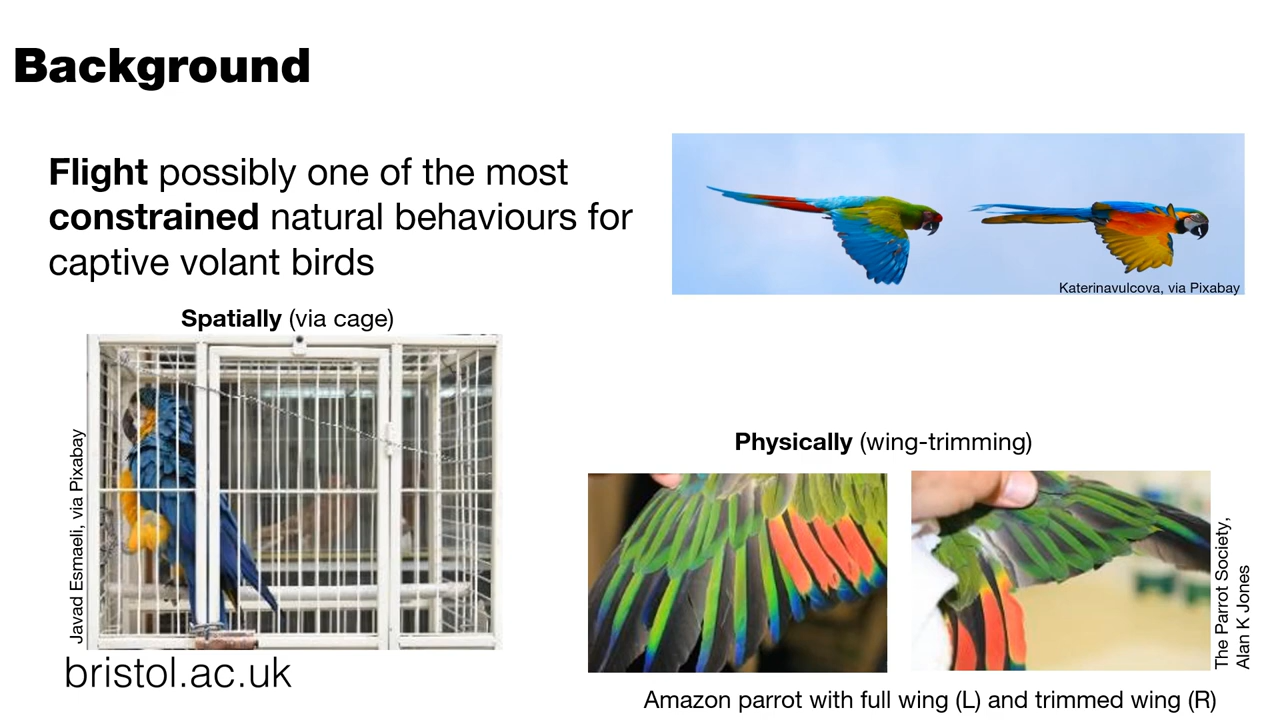 Background
Flight possibly one of the most
constrained natural behaviours for
captive volant birds
Katerinavulcova, via Pixabay
Spatially (via cage)
Javad Esmaeli, via Pixabay
Physically (wing-trimming)
The Parrot Society,
Alan K Jones
Amazon parrot with full wing (L) and trimmed wing (R)
bristol.ac.uk